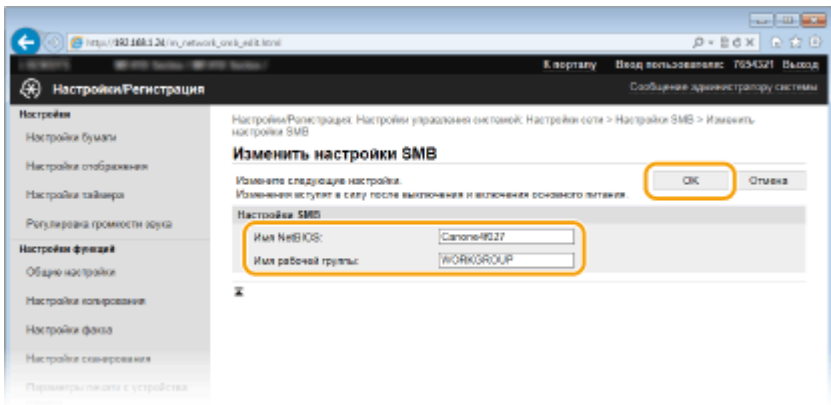 http://192.168.1.24/m_network_smb_edit.html
К порталу Вход пользователя: 7654321 Выход
Настройки/Регистрация
Сообщение администратору системы
Настройки
Настройки бумаги
Настройки отображения
Настройки таймера
Регулировка громкости звука
Настройки функций
Общие настройки
Настройки копирования
Настройки факса
Настройки сканирования
Параметры печати с устройства
Настройки/Регистрация: Настройки управления системой: Настройки сети > Настройки SMB > Изменить
настройки SMB
Изменить настройки SMB
Измените следующие настройки.
Изменения вступят в силу после выключения и включения основного питания.
OK Отмена
Настройки SMB
Имя NetBIOS:
Имя рабочей группы: WORKGROUP